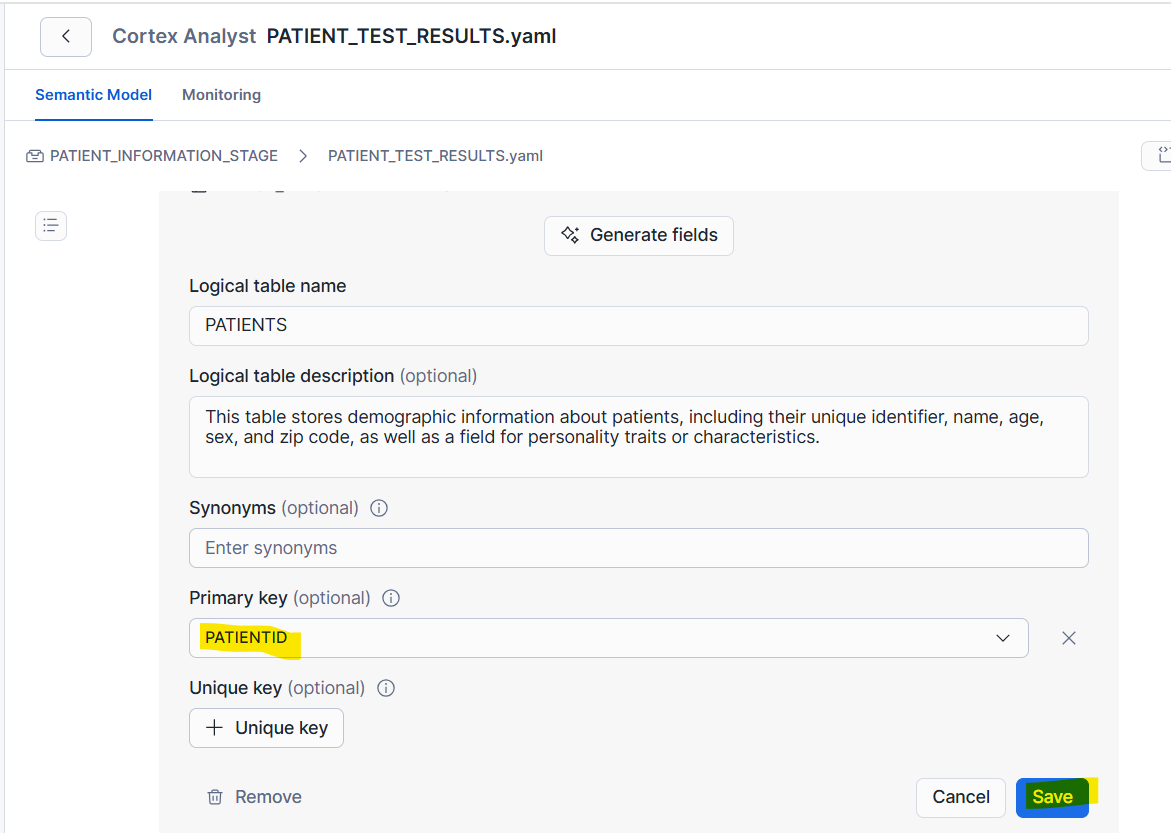 Cortex Analyst PATIENT_TEST_RESULTS.yaml
Semantic Model Monitoring
PATIENT_INFORMATION_STAGE > PATIENT_TEST_RESULTS.yaml
Generate fields
Logical table name
PATIENTS
Logical table description (optional)
This table stores demographic information about patients, including their unique identifier, name, age,
sex, and zip code, as well as a field for personality traits or characteristics.
Synonyms (optional)
Enter synonyms
Primary key (optional)
PATIENTID
Unique key (optional)
+ Unique key
Remove Cancel Save